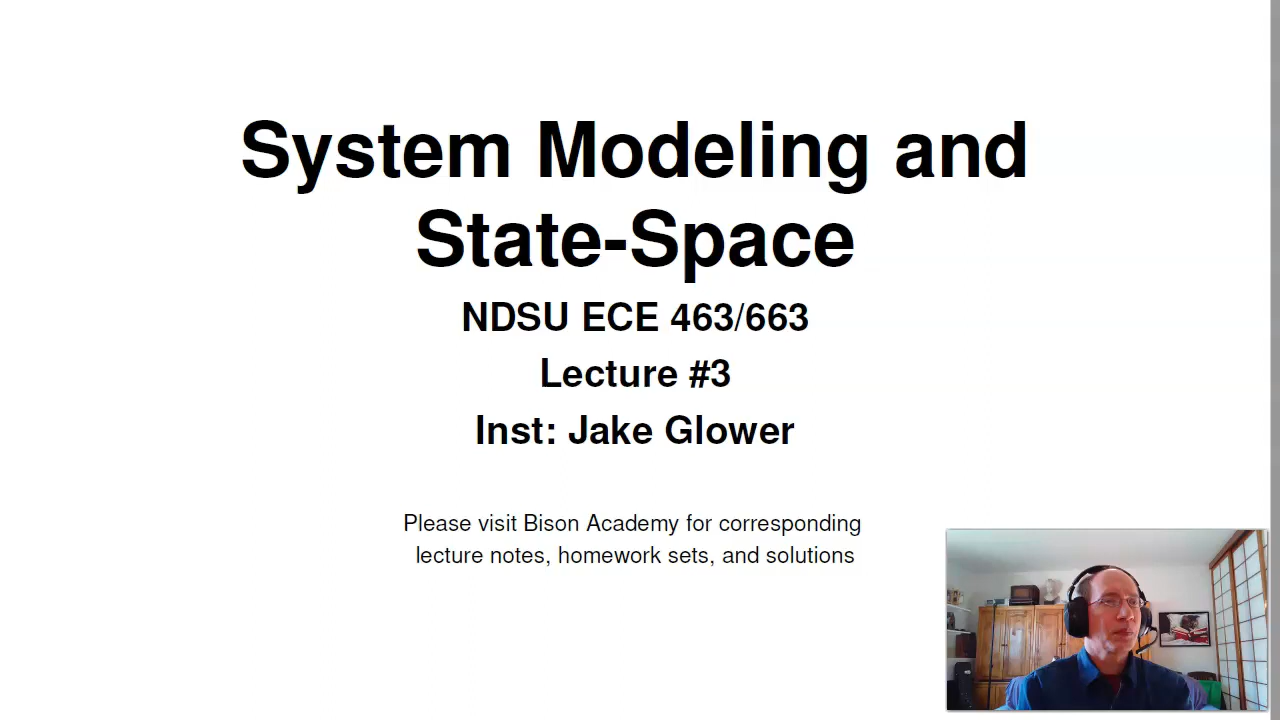 System Modeling and
State-Space
NDSU ECE 463/663
Lecture #3
Inst: Jake Glower
Please visit Bison Academy for corresponding
lecture notes, homework sets, and solutions